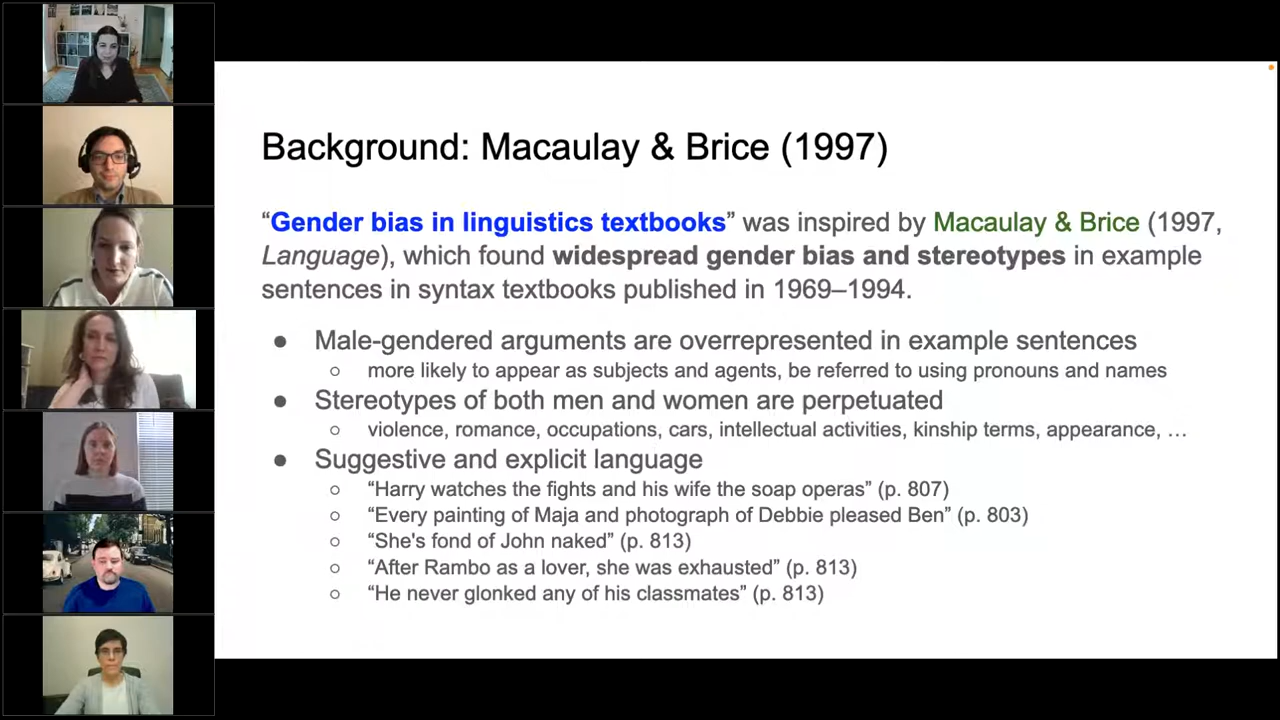 Background: Macaulay & Brice (1997)
“Gender bias in linguistics textbooks” was inspired by Macaulay & Brice (1997,
Language), which found widespread gender bias and stereotypes in example
sentences in syntax textbooks published in 1969–1994.
● Male-gendered arguments are overrepresented in example sentences
○ more likely to appear as subjects and agents, be referred to using pronouns and names
● Stereotypes of both men and women are perpetuated
○ violence, romance, occupations, cars, intellectual activities, kinship terms, appearance, …
● Suggestive and explicit language
○ “Harry watches the fights and his wife the soap operas” (p. 807)
○ “Every painting of Maja and photograph of Debbie pleased Ben” (p. 803)
○ “She's fond of John naked” (p. 813)
○ “After Rambo as a lover, she was exhausted” (p. 813)
○ “He never glonked any of his classmates” (p. 813)